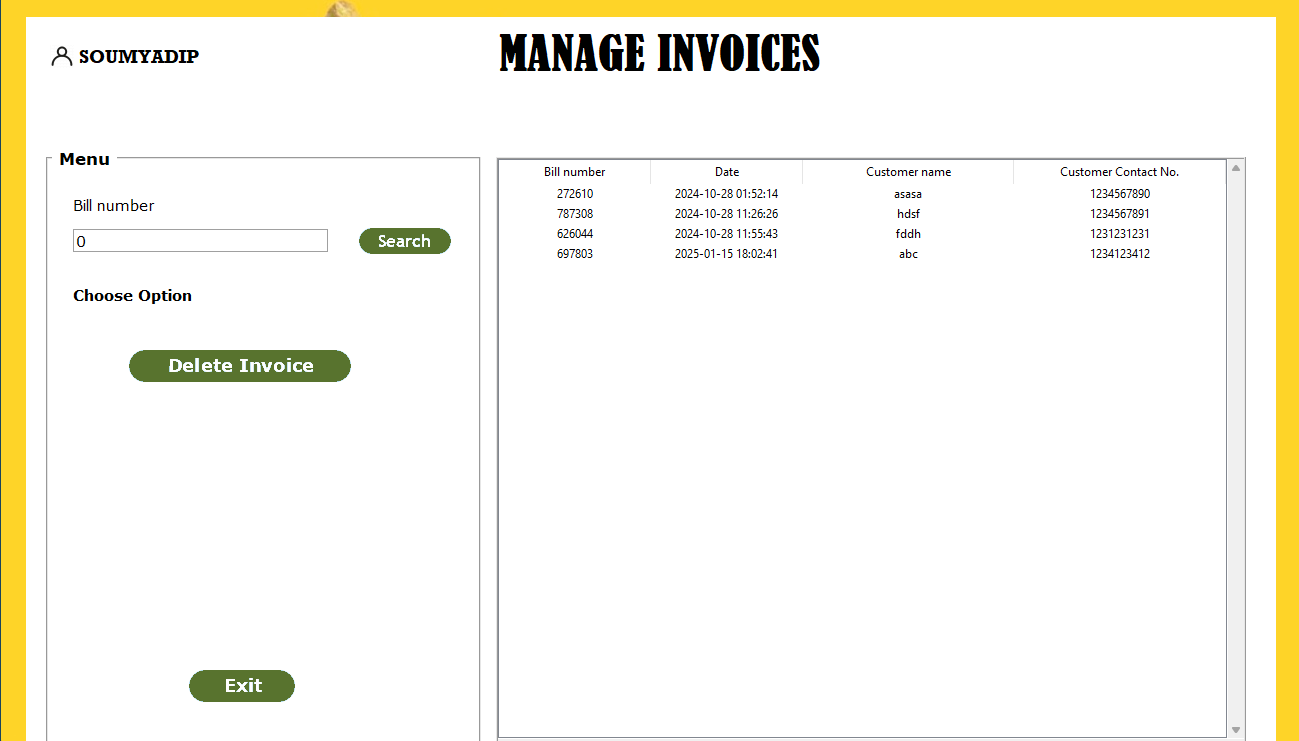 SOUMYADIP
MANAGE INVOICES
Menu
Bill number
0
Search
Choose Option
Delete Invoice
Exit
Bill number Date Customer name Customer Contact No.
272610 2024-10-28 01:52:14 asasa 1234567890
787308 2024-10-28 11:26:26 hdsf 1234567891
626044 2024-10-28 11:55:43 fddh 1231231231
697803 2025-01-15 18:02:41 abc 1234123412